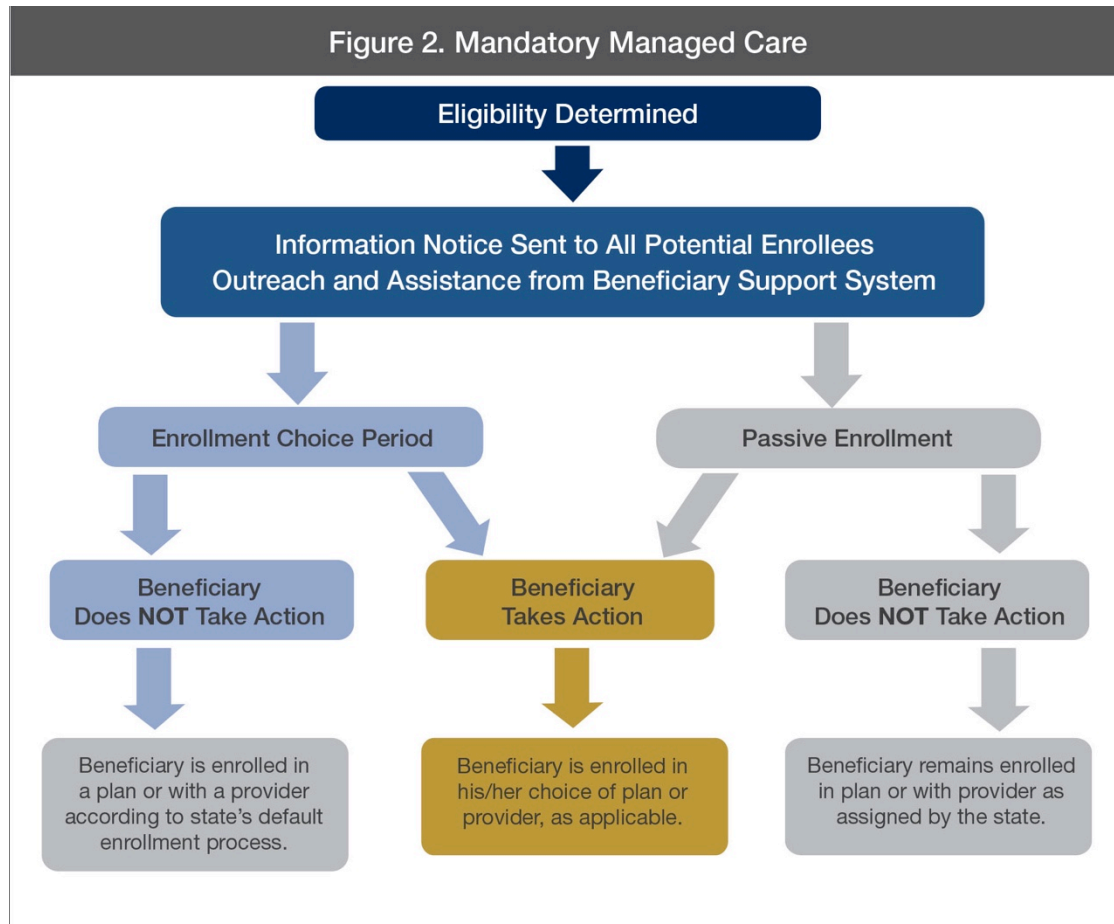 Figure 2. Mandatory Managed Care
Eligibility Determined
Information Notice Sent to All Potential Enrollees
Outreach and Assistance from Beneficiary Support System
Enrollment Choice Period
Passive Enrollment
Beneficiary
Does NOT Take Action
Beneficiary
Takes Action
Beneficiary
Does NOT Take Action
Beneficiary is enrolled in
a plan or with a provider
according to state’s default
enrollment process.
Beneficiary is enrolled in
his/her choice of plan or
provider, as applicable.
Beneficiary remains enrolled
in plan or with provider as
assigned by the state.